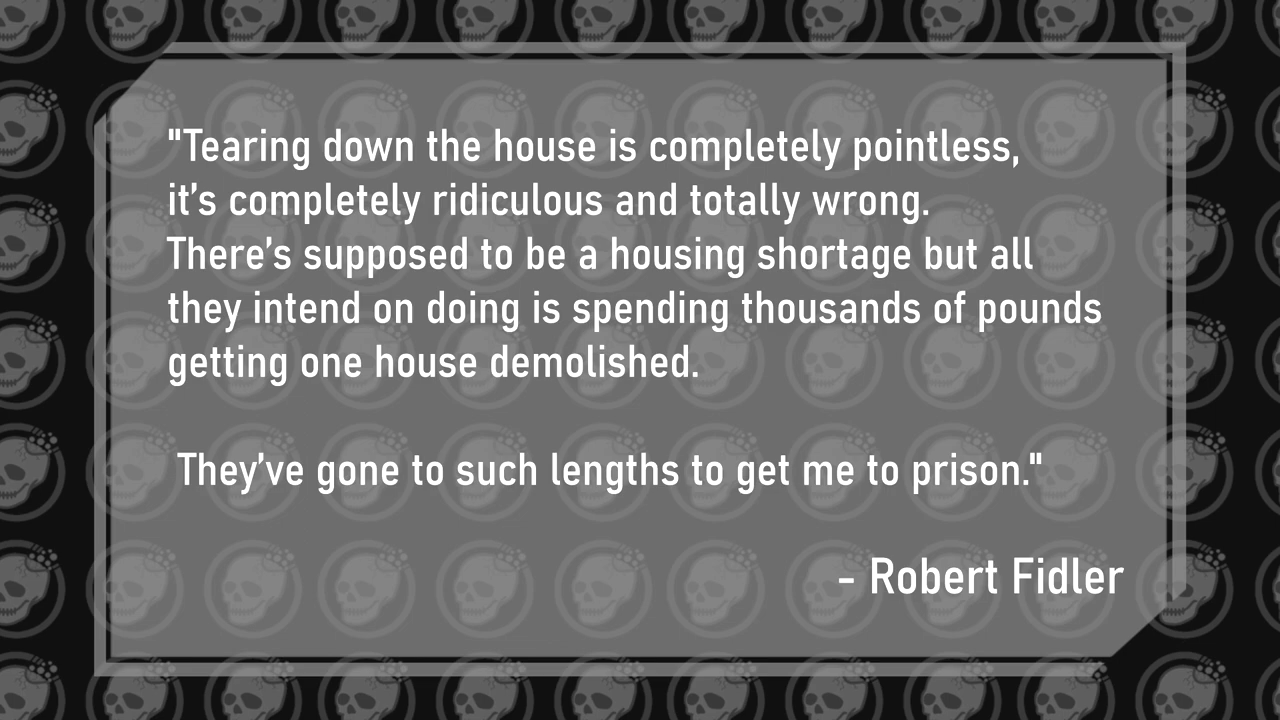 "Tearing down the house is completely pointless,
it’s completely ridiculous and totally wrong.
There’s supposed to be a housing shortage but all
they intend on doing is spending thousands of pounds
getting one house demolished.
They’ve gone to such lengths to get me to prison."
- Robert Fidler